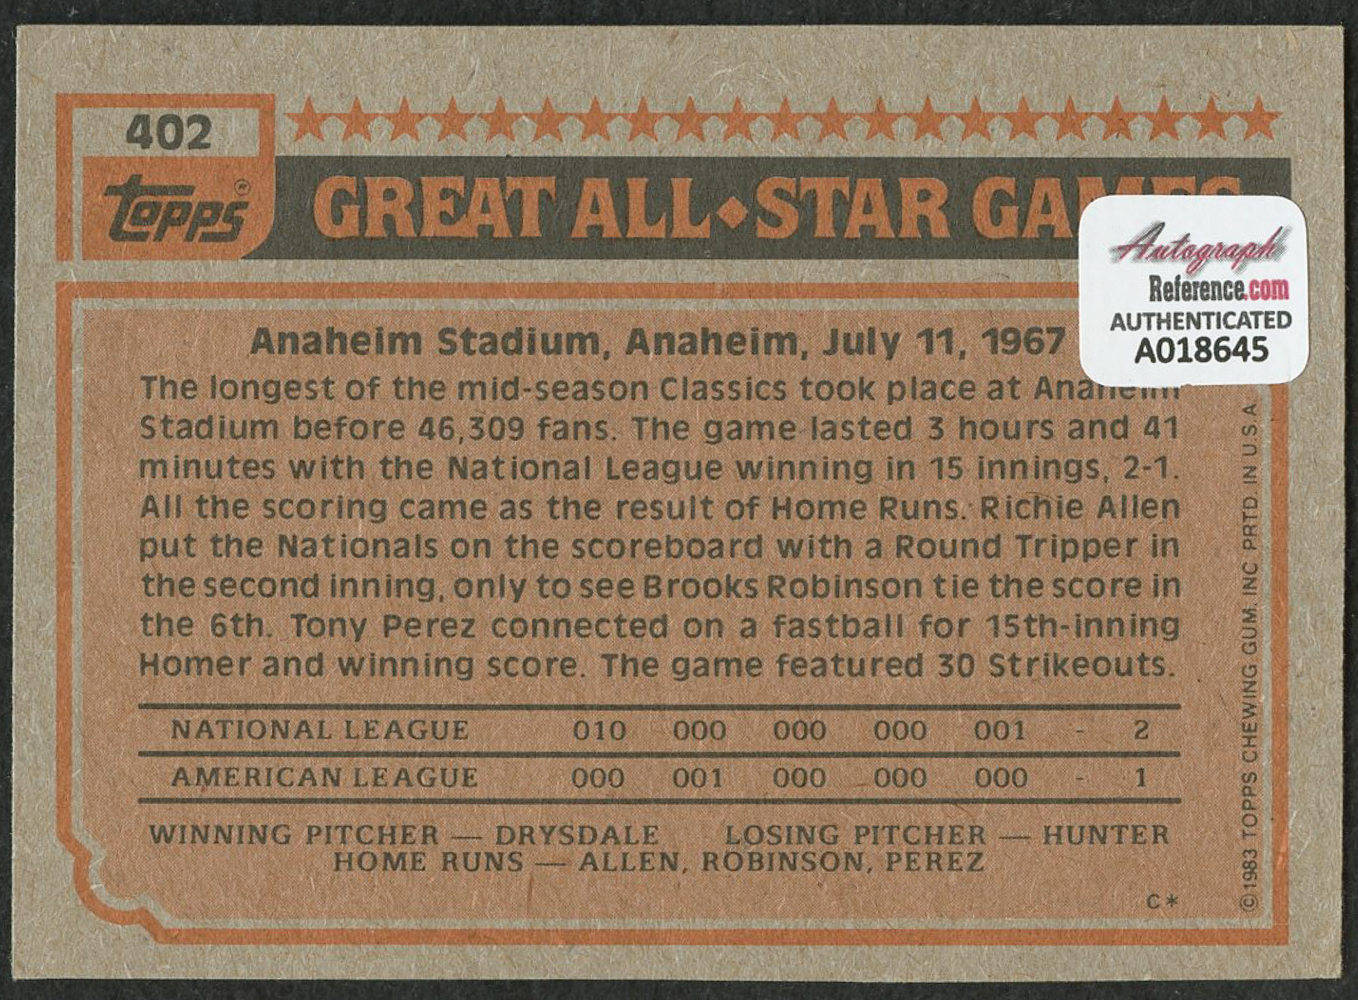 402
topps®
GREAT ALL◆STAR GAMES
Autograph
Reference.com
AUTHENTICATED
A018645
Anaheim Stadium, Anaheim, July 11, 1967
The longest of the mid-season Classics took place at Anaheim
Stadium before 46,309 fans. The game lasted 3 hours and 41
minutes with the National League winning in 15 innings, 2-1.
All the scoring came as the result of Home Runs. Richie Allen
put the Nationals on the scoreboard with a Round Tripper in
the second inning, only to see Brooks Robinson tie the score in
the 6th. Tony Perez connected on a fastball for 15th-inning
Homer and winning score. The game featured 30 Strikeouts.
NATIONAL LEAGUE 010 000 000 000 001 - 2
AMERICAN LEAGUE 000 001 000 000 000 - 1
WINNING PITCHER — DRYSDALE LOSING PITCHER — HUNTER
HOME RUNS — ALLEN, ROBINSON, PEREZ
C*
©1983 TOPPS CHEWING GUM, INC PRTD. IN U.S.A.